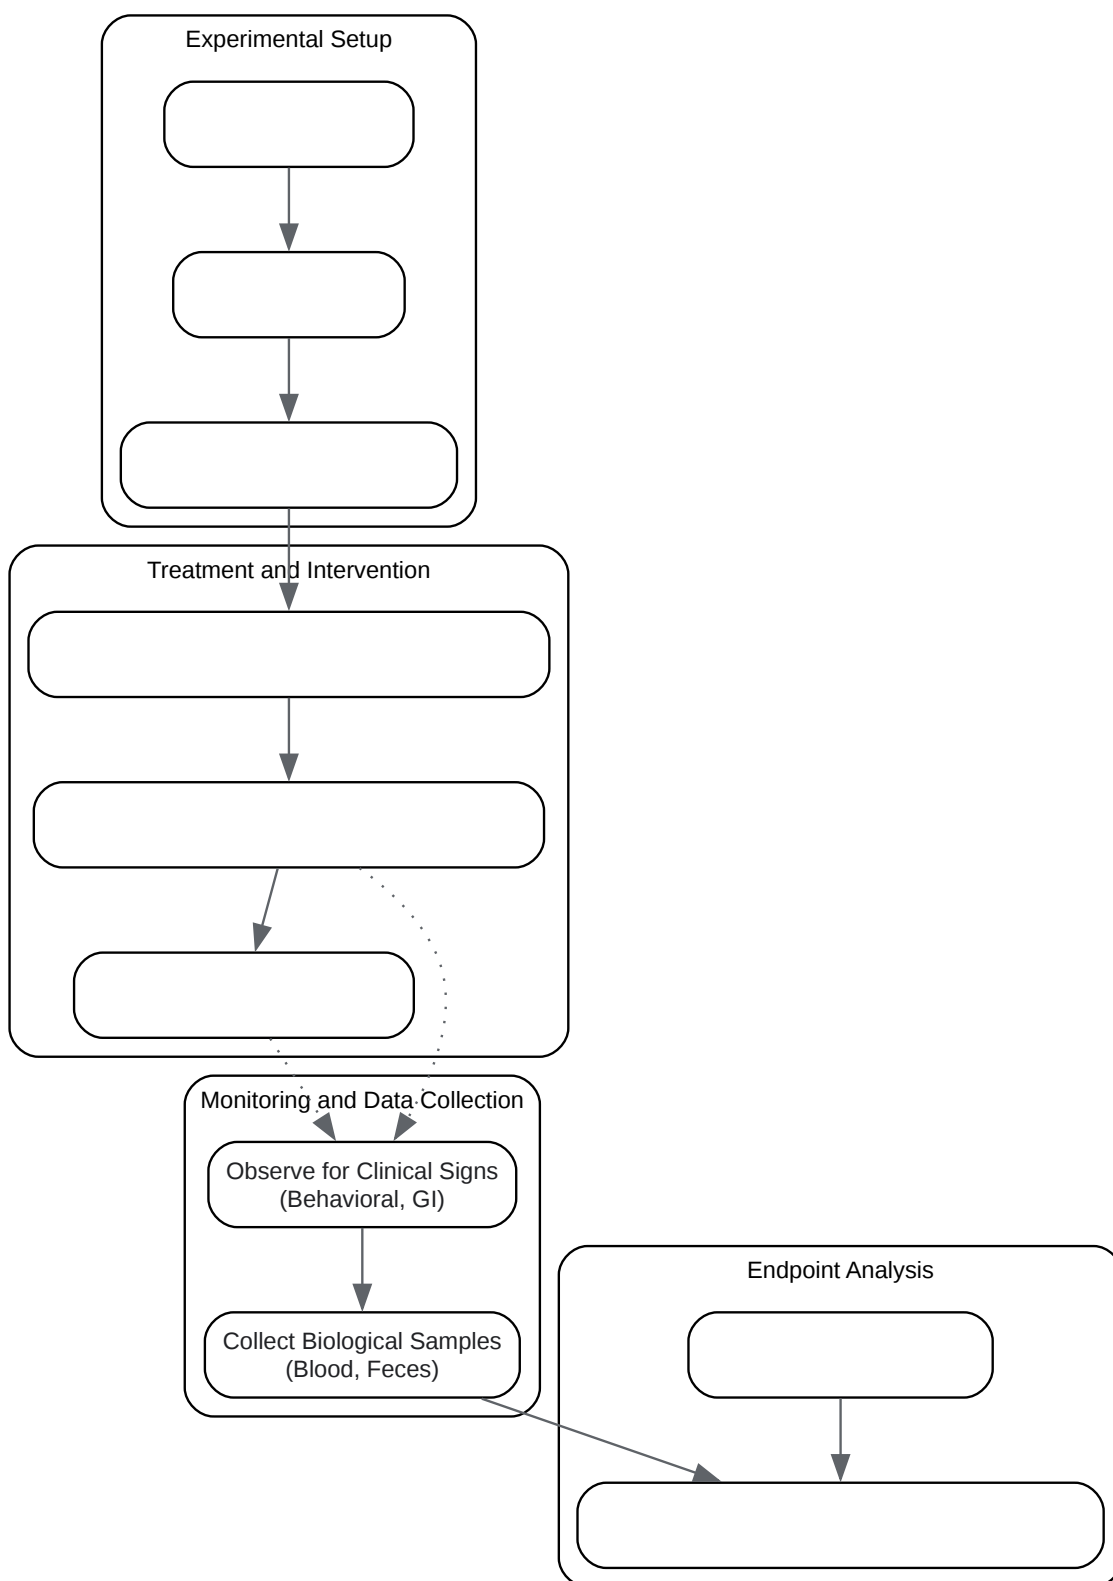 Experimental Setup
Treatment and Intervention
Monitoring and Data Collection
Observe for Clinical Signs
(Behavioral, GI)
Collect Biological Samples
(Blood, Feces)
Endpoint Analysis